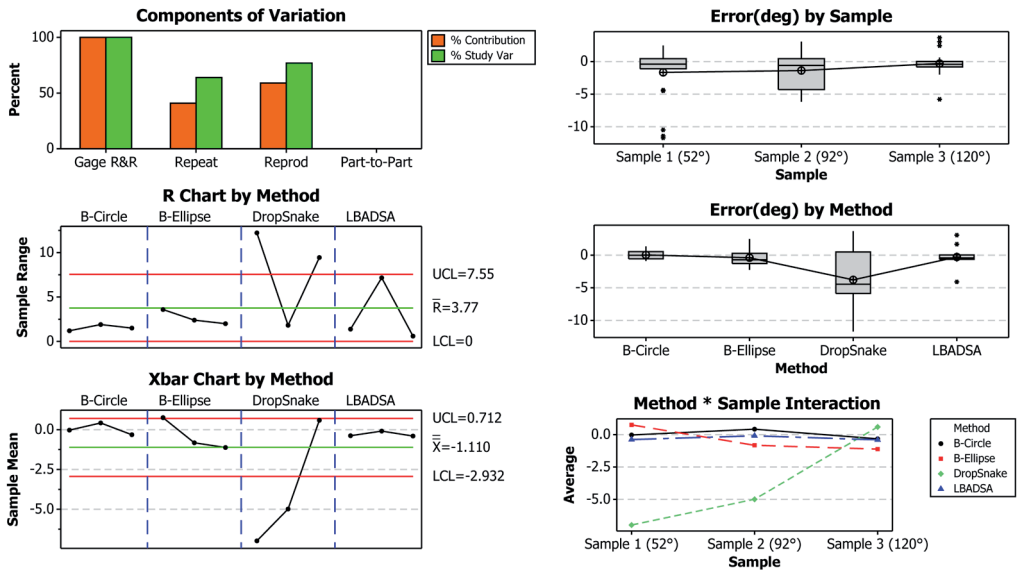 Components of Variation
100
50
0
Percent
Gage R&R Repeat Reprod Part-to-Part
% Contribution
% Study Var
R Chart by Method
B-Circle B-Ellipse DropSnake LBADSA
10
5
0
Sample Range
UCL=7.55
R=3.77
LCL=0
Xbar Chart by Method
B-Circle B-Ellipse DropSnake LBADSA
0.0
-2.5
-5.0
Sample Mean
UCL=0.712
X=-1.110
LCL=-2.932
Error(deg) by Sample
0
-5
-10
Sample 1 (52°) Sample 2 (92°) Sample 3 (120°)
Sample
Error(deg) by Method
0
-5
-10
B-Circle B-Ellipse DropSnake LBADSA
Method
Method * Sample Interaction
0.0
-2.5
-5.0
Average
Sample 1 (52°) Sample 2 (92°) Sample 3 (120°)
Sample
Method
B-Circle
B-Ellipse
DropSnake
LBADSA